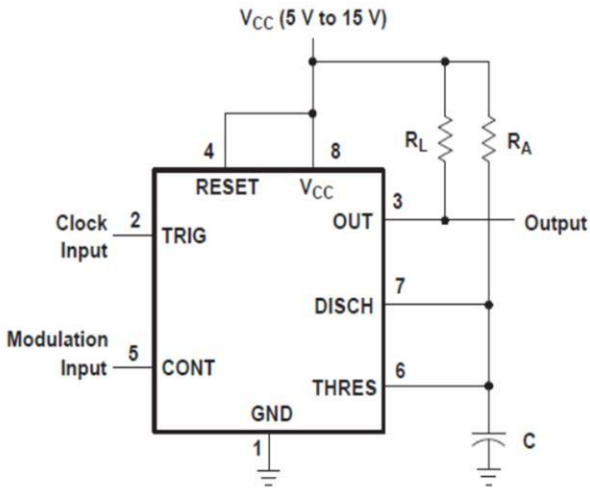 VCC (5 V to 15 V)
RL
RA
4
8
RESET
VCC
3
OUT
Output
Clock
Input
2
TRIG
7
DISCH
Modulation
Input
5
CONT
6
THRES
GND
1
C